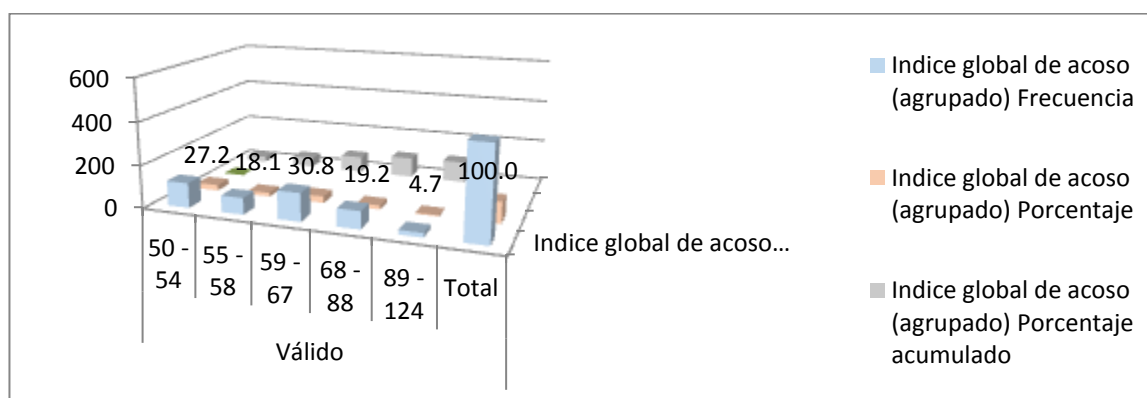 600
400
200
0
27.2
18.1
30.8
19.2
4.7
100.0
50 -
54
55 -
58
59 -
67
68 -
88
89 -
124
Total
Válido
Indice global de acoso...
Indice global de acoso
(agrupado) Frecuencia
Indice global de acoso
(agrupado) Porcentaje
Indice global de acoso
(agrupado) Porcentaje
acumulado